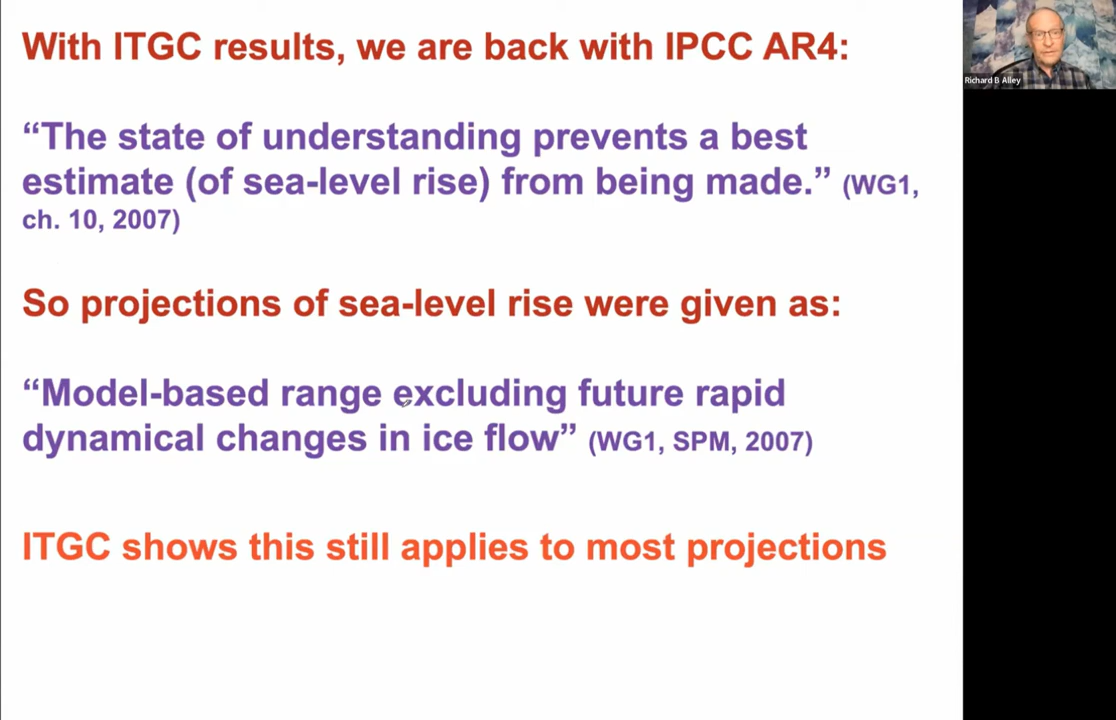 With ITGC results, we are back with IPCC AR4:
“The state of understanding prevents a best
estimate (of sea-level rise) from being made.” (WG1,
ch. 10, 2007)
So projections of sea-level rise were given as:
“Model-based range excluding future rapid
dynamical changes in ice flow” (WG1, SPM, 2007)
ITGC shows this still applies to most projections
Richard B Alley